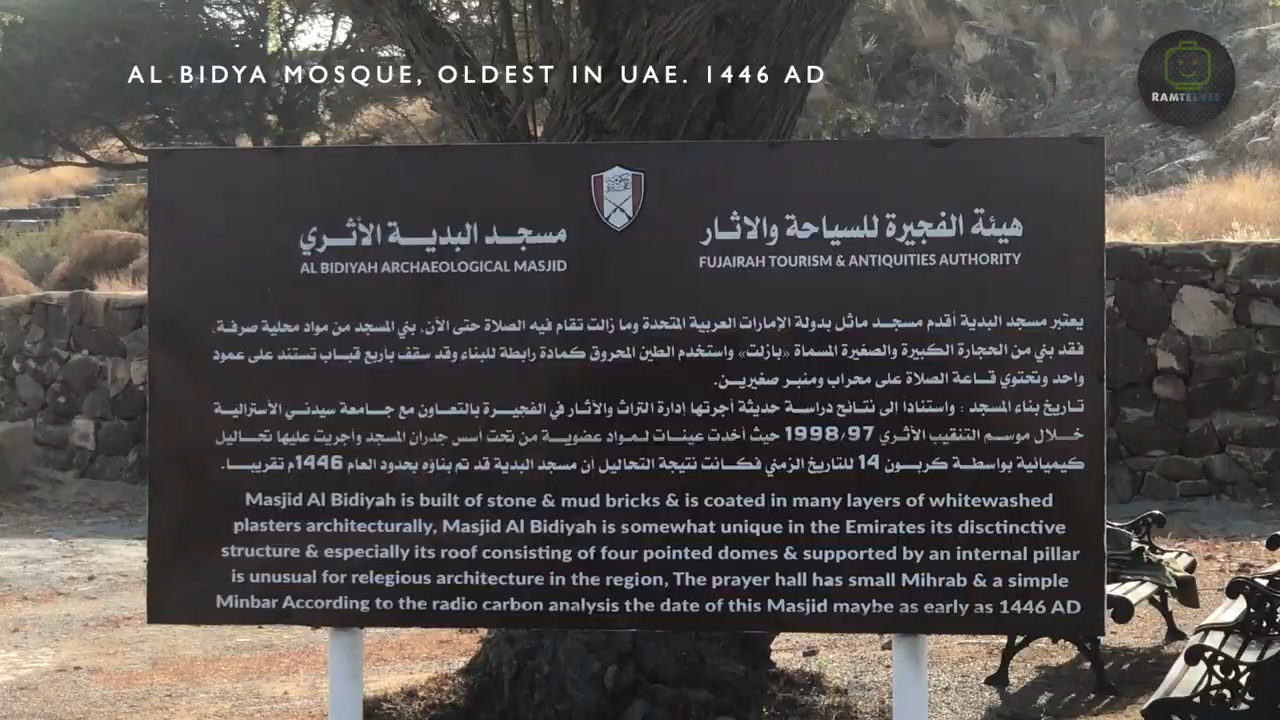 AL BIDYA MOSQUE, OLDEST IN UAE. 1446 AD
RAMTEEVEE
هيئة الفجيرة للسياحة والاثار
FUJAIRAH TOURISM & ANTIQUITIES AUTHORITY
مسجد البدية الأثري
AL BIDIYAH ARCHAEOLOGICAL MASJID
يعتبر مسجد البدية أقدم مسجد ماثل بدولة الإمارات العربية المتحدة وما زالت تقام فيه الصلاة حتى الآن، بني المسجد من مواد محلية صرفة،
فقد بني من الحجارة الكبيرة والصغيرة المسماة «بازلت» واستخدم الطين المحروق كمادة رابطة للبناء وقد سقف بأربع قباب تستند على عمود
واحد وتحتوي قاعة الصلاة على محراب ومنبر صغيرين.
تاريخ بناء المسجد : واستناداً إلى نتائج دراسة حديثة أجرتها إدارة التراث والآثار في الفجيرة بالتعاون مع جامعة سيدني الأسترالية
خلال موسم التنقيب الأثري 1998/97 حيث أخذت عينات لمواد عضوية من تحت أسس جدران المسجد وأجريت عليها تحاليل
كيميائية بواسطة كربون 14 للتاريخ الزمني فكانت نتيجة التحاليل أن مسجد البدية قد تم بناؤه بحدود العام 1446م تقريبا.
Masjid Al Bidiyah is built of stone & mud bricks & is coated in many layers of whitewashed
plasters architecturally, Masjid Al Bidiyah is somewhat unique in the Emirates its disctinctive
structure & especially its roof consisting of four pointed domes & supported by an internal pillar
is unusual for relegious architecture in the region, The prayer hall has small Mihrab & a simple
Minbar According to the radio carbon analysis the date of this Masjid maybe as early as 1446 AD